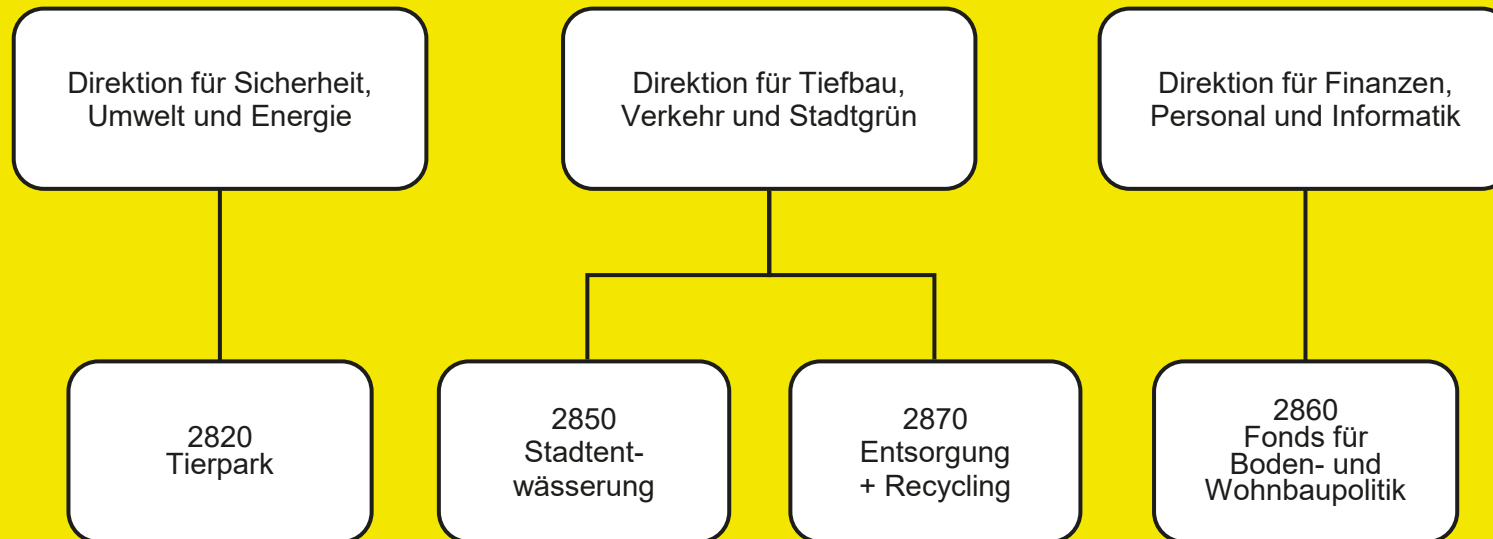 Direktion für Sicherheit,
Umwelt und Energie
Direktion für Tiefbau,
Verkehr und Stadtgrün
Direktion für Finanzen,
Personal und Informatik
2820
Tierpark
2850
Stadtent-
wässerung
2870
Entsorgung
+ Recycling
2860
Fonds für
Boden- und
Wohnbaupolitik